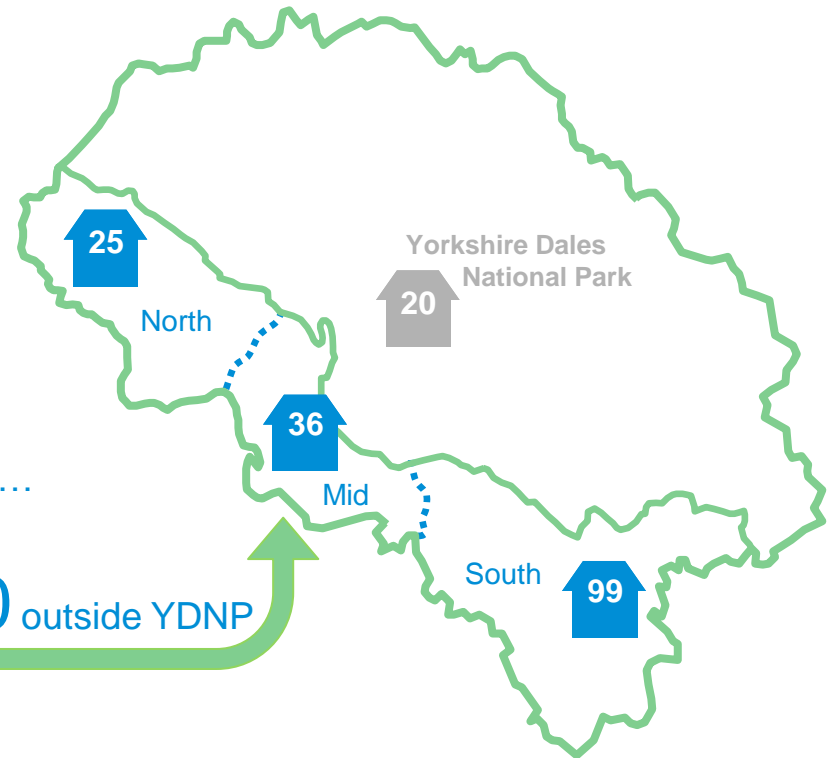 25
Yorkshire Dales
National Park
20
North
36
…
Mid
South
99
outside YDNP